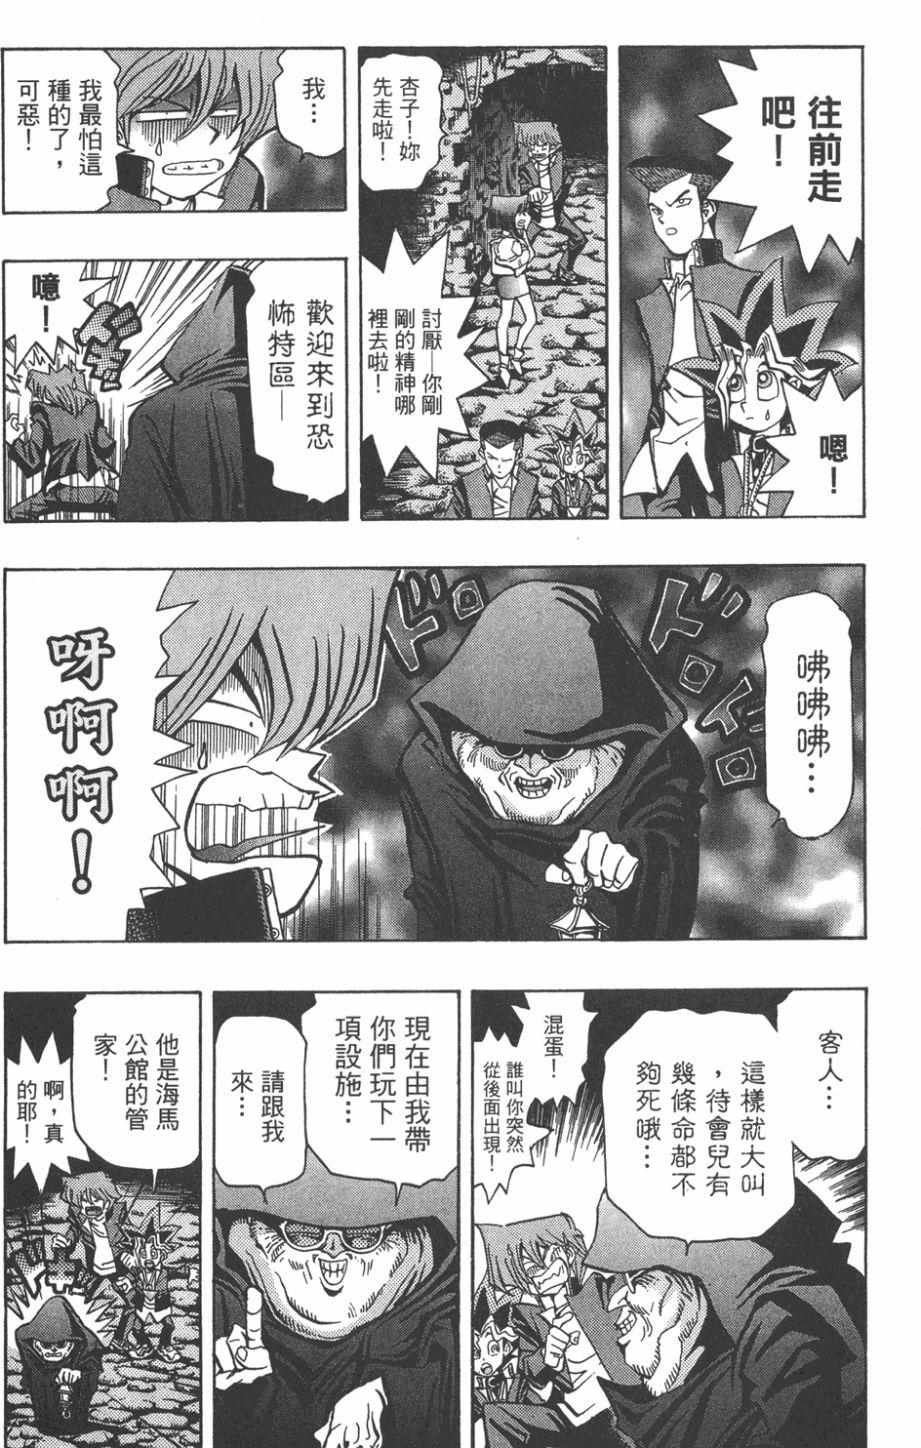 往前走
吧！
嗯！
杏子！妳
先走啦！
討厭—你剛
剛的精神哪
裡去啦！
我…
我最怕這
種的了，
可惡！
歡迎來到恐
怖特區—
噫！
咈咈咈…
ドドドド
呀啊啊！
客人…
這樣就大叫
，待會兒有
幾條命都不
夠死哦…
混蛋！
誰叫你突然
從後面出現！
現在由我帶
你們玩下一
項設施…
請跟我
來…
他是海馬
公館的管
家！
啊，真
的耶！